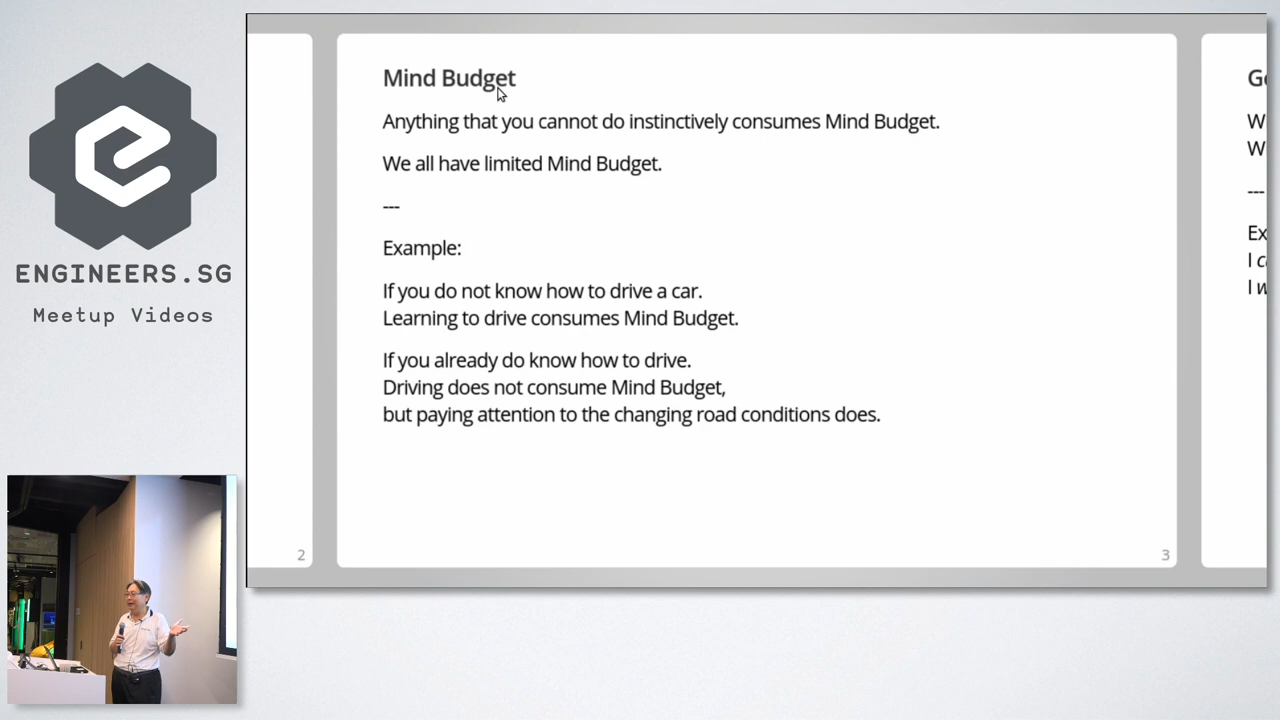 ENGINEERS.SG
Meetup Videos
Mind Budget
Anything that you cannot do instinctively consumes Mind Budget.
We all have limited Mind Budget.
---
Example:
If you do not know how to drive a car.
Learning to drive consumes Mind Budget.
If you already do know how to drive.
Driving does not consume Mind Budget,
but paying attention to the changing road conditions does.
2
3
---
I
I